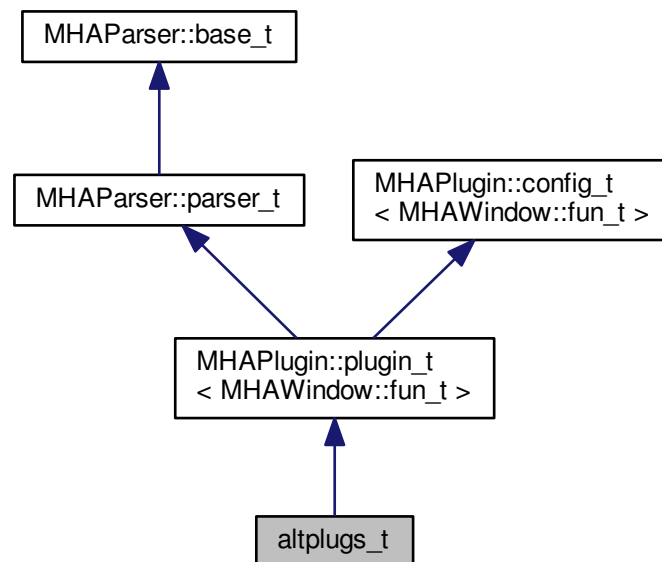 MHAParser::base_t
MHAParser::parser_t
MHAPlugin::config_t
< MHAWindow::fun_t >
MHAPlugin::plugin_t
< MHAWindow::fun_t >
altplugs_t